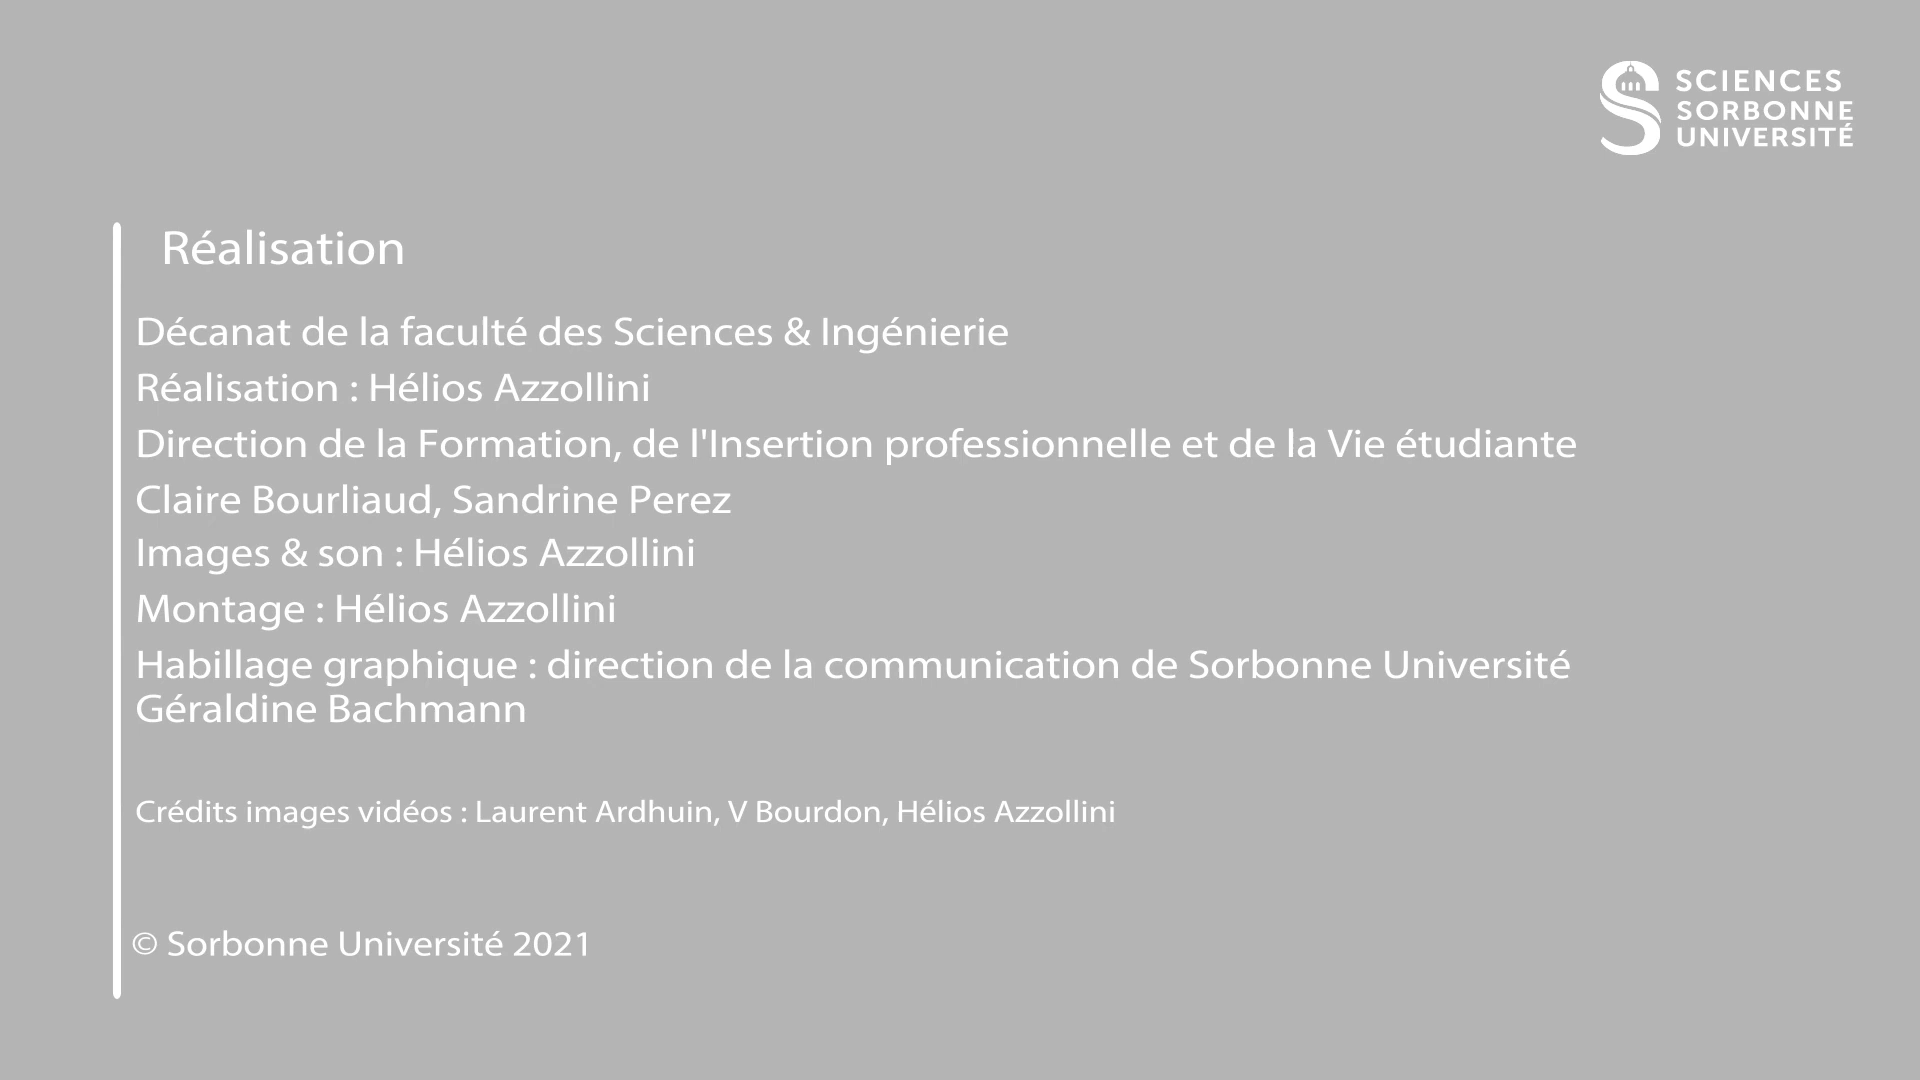 SCIENCES
SORBONNE
UNIVERSITÉ
Réalisation
Décanat de la faculté des Sciences & Ingénierie
Réalisation : Hélios Azzollini
Direction de la Formation, de l'Insertion professionnelle et de la Vie étudiante
Claire Bourliaud, Sandrine Perez
Images & son : Hélios Azzollini
Montage : Hélios Azzollini
Habillage graphique : direction de la communication de Sorbonne Université
Géraldine Bachmann
Crédits images vidéos : Laurent Ardhuin, V Bourdon, Hélios Azzollini
© Sorbonne Université 2021